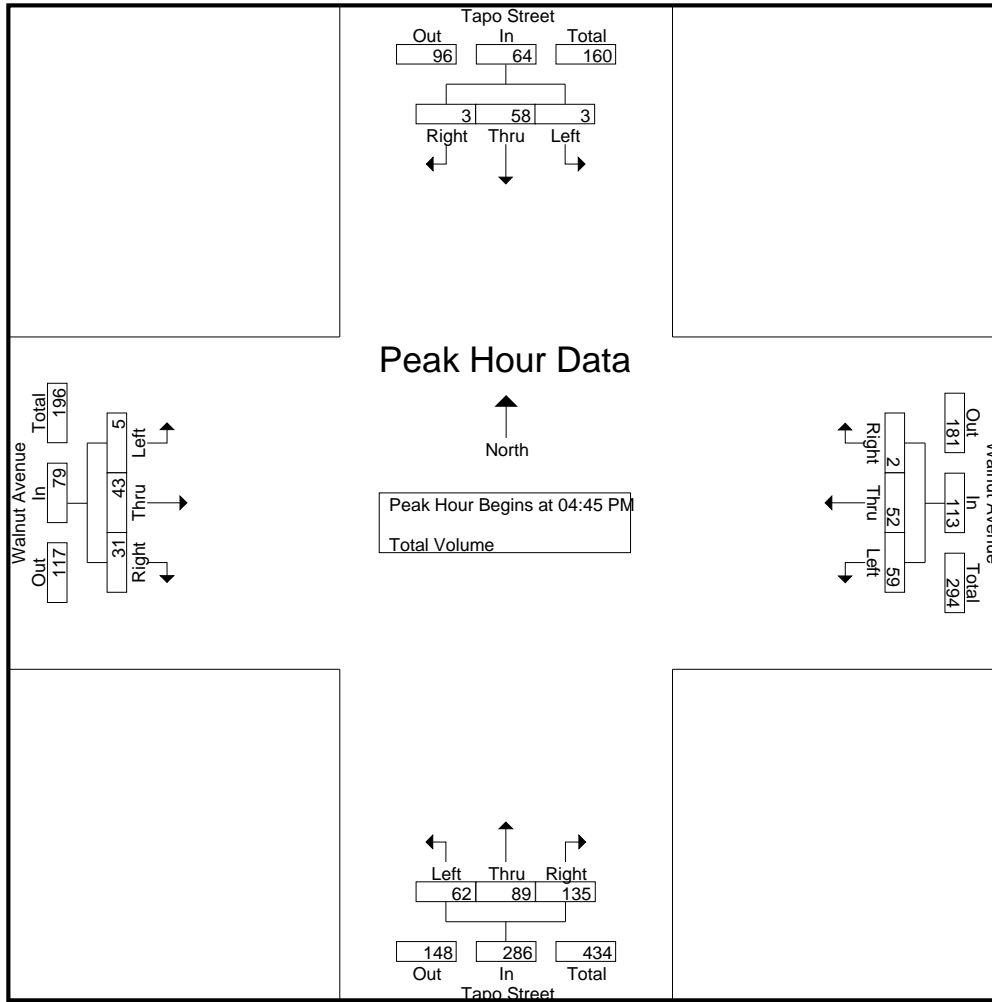 Tapo Street
Out In Total
96 64 160
3 58 3
Right Thru Left
Peak Hour Data
North
Peak Hour Begins at 04:45 PM
Total Volume
Walnut Avenue
Total In Out
196 79 117
5 43 31
Left Thru Right
Right Thru Left
2 52 59
Out In Total
181 113 294
Walnut Avenue
Left Thru Right
62 89 135
148 286 434
Out In Total
Tapo Street